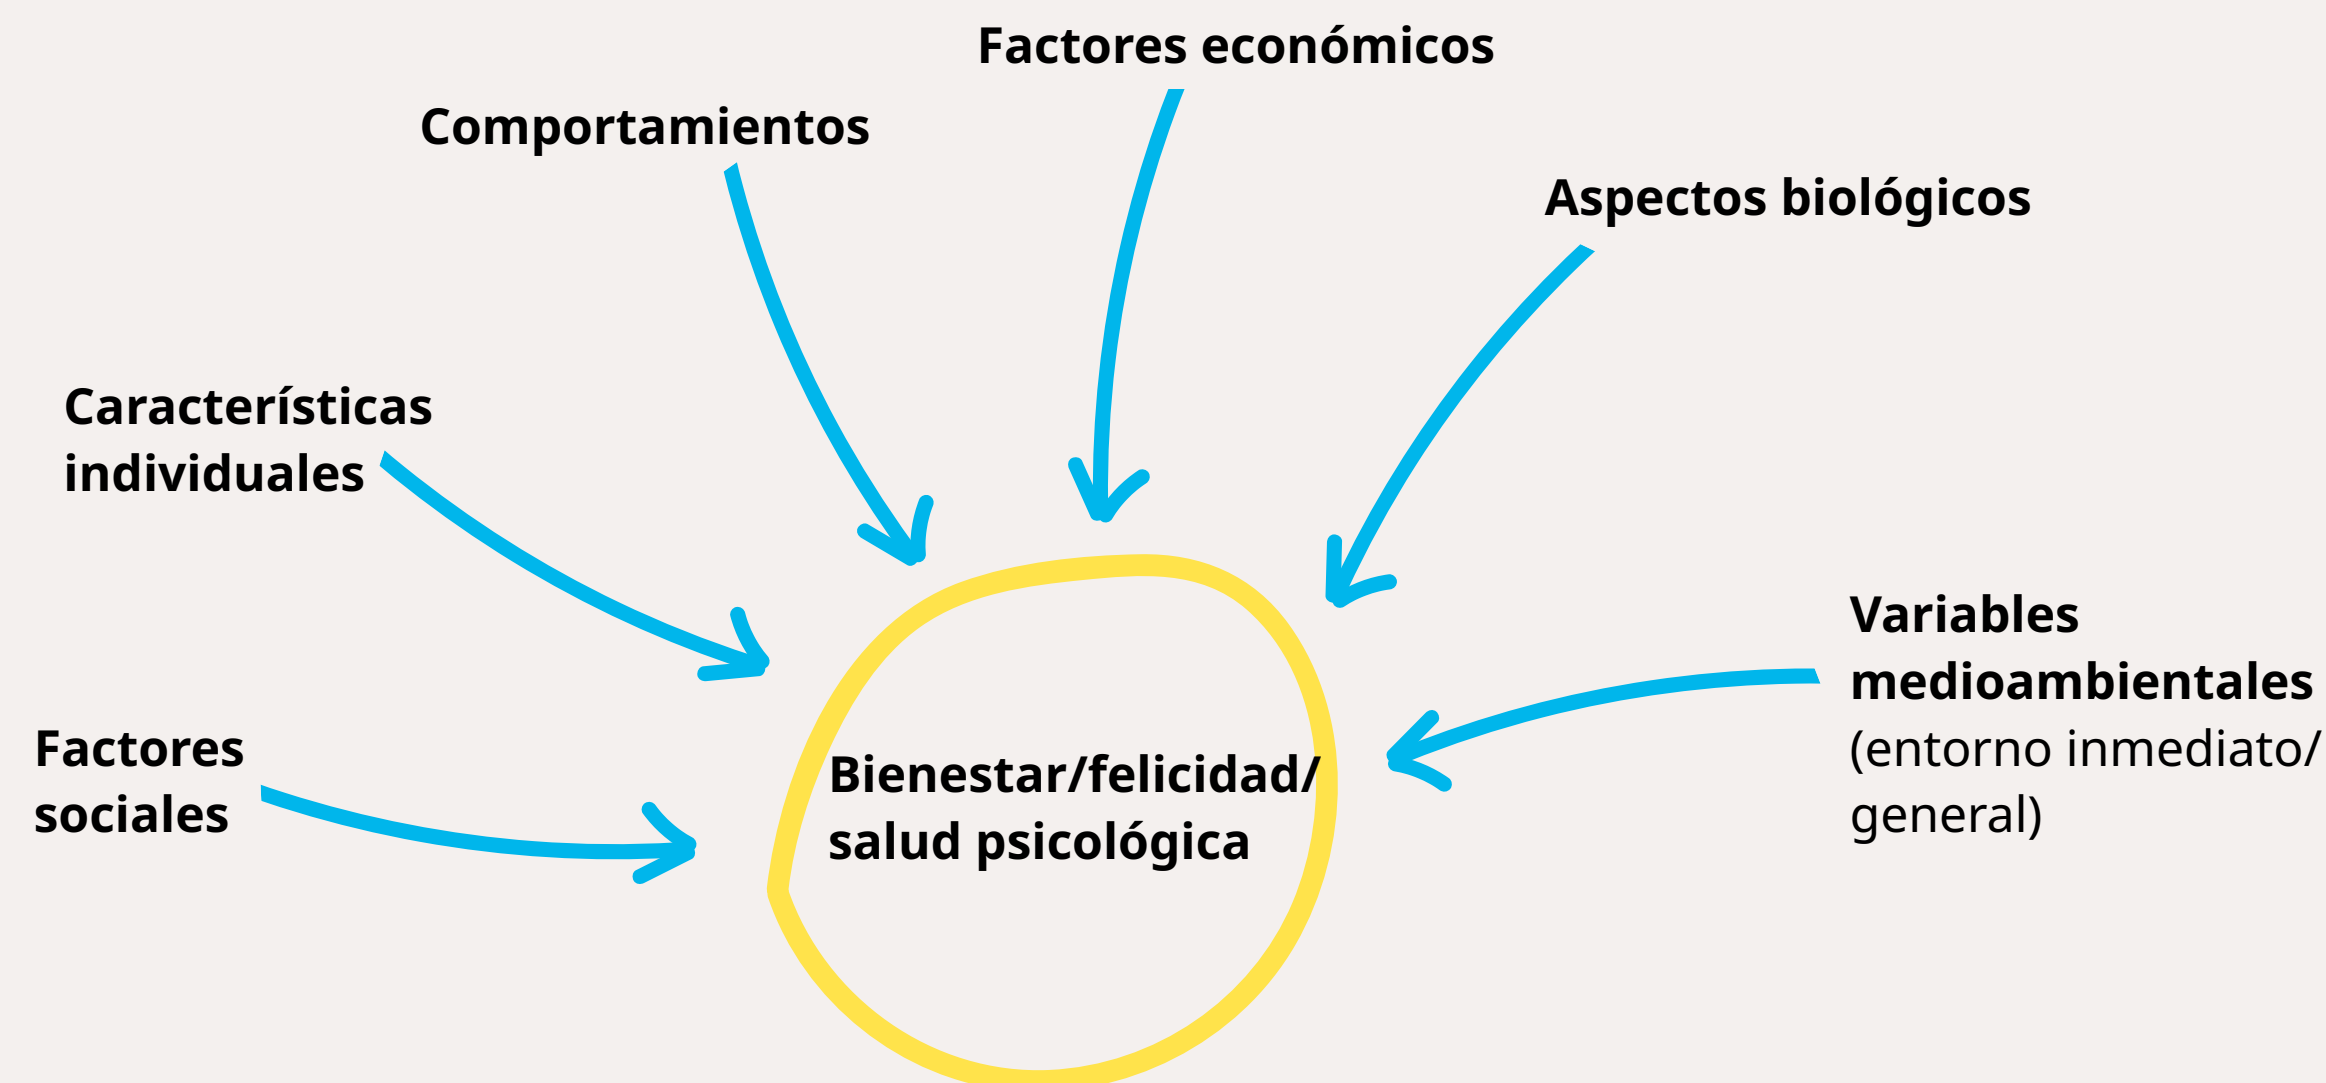 Factores económicos
Comportamientos
Aspectos biológicos
Características
individuales
Variables
medioambientales
(entorno inmediato/
general)
Factores
sociales
Bienestar/felicidad/
salud psicológica